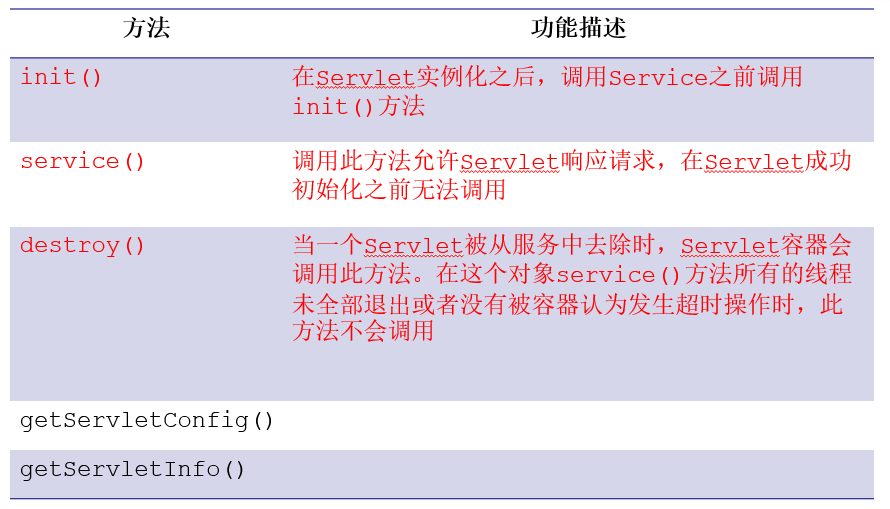 方法 功能描述
init() 在Servlet实例化之后，调用Service之前调用
init()方法
service() 调用此方法允许Servlet响应请求，在Servlet成功
初始化之前无法调用
destroy() 当一个Servlet被从服务中去除时，Servlet容器会
调用此方法。在这个对象service()方法所有的线程
未全部退出或者没有被容器认为发生超时操作时，此
方法不会调用
getServletConfig()
getServletInfo()